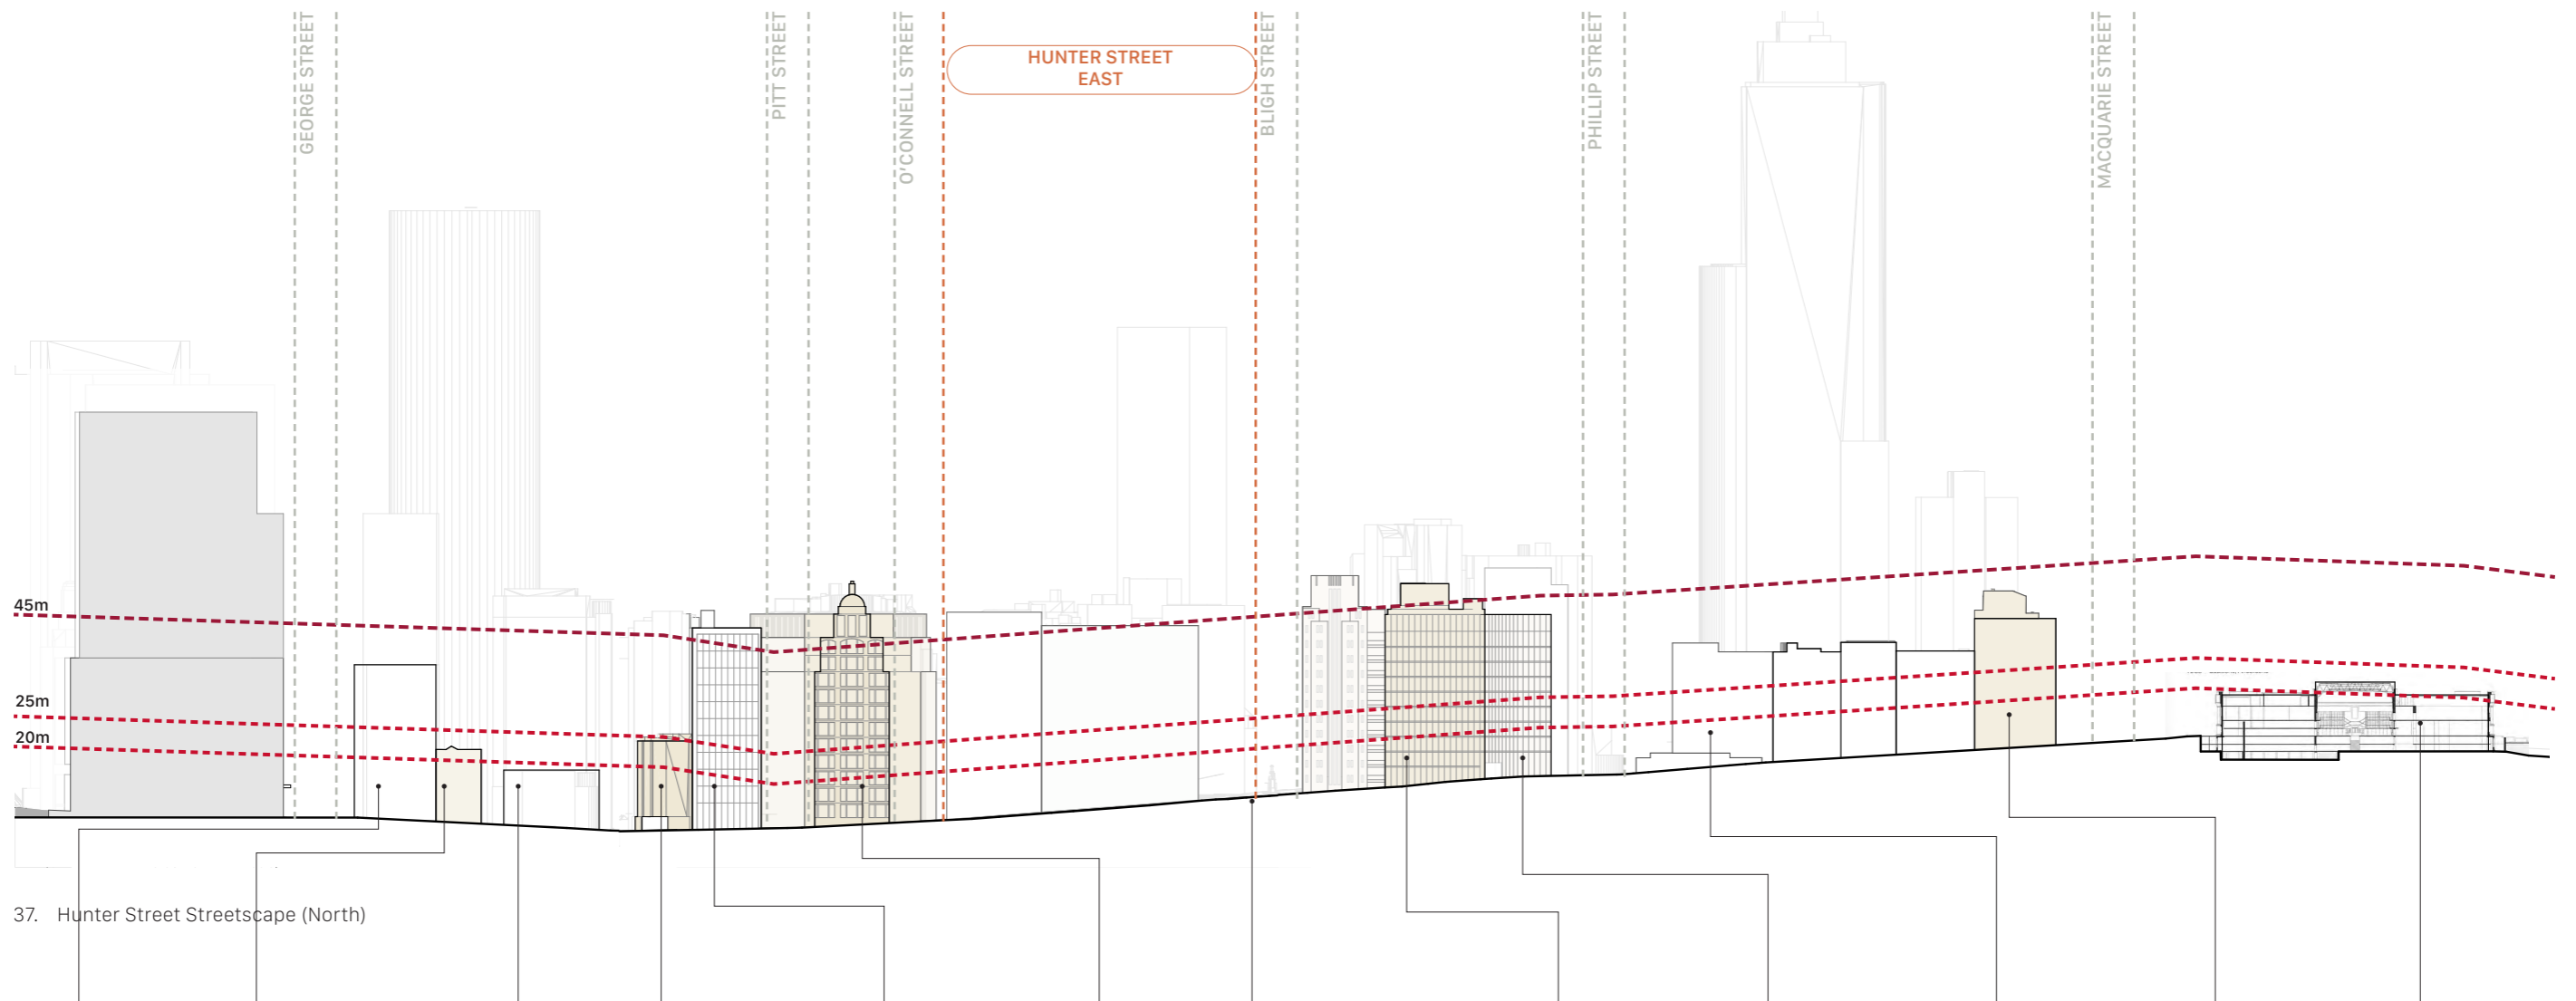 GEORGE STREET
PITT STREET
O'CONNELL STREET
HUNTER STREET
EAST
BLIGH STREET
PHILLIP STREET
MACQUARIE STREET
45m
25m
20m
37. Hunter Street Streetscape (North)